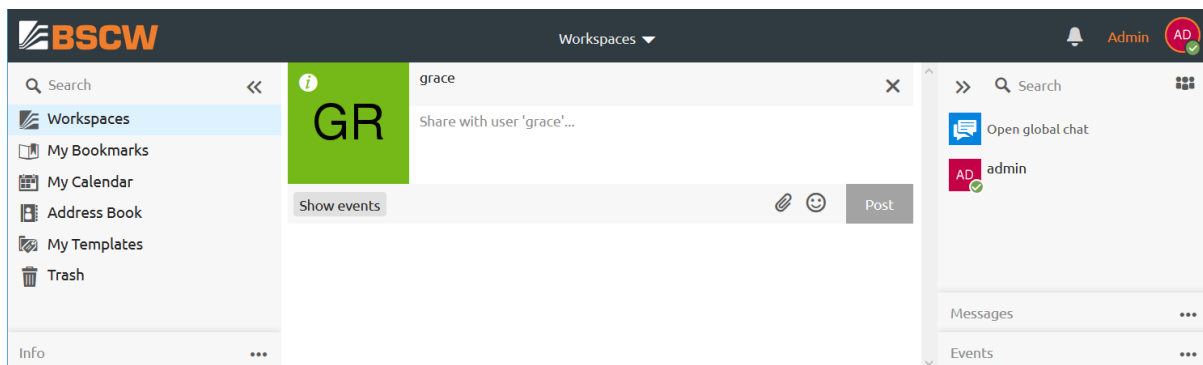 BSCW
Workspaces
Admin
AD
Search
Workspaces
My Bookmarks
My Calendar
Address Book
My Templates
Trash
Info
i
GR
grace
Share with user 'grace'...
Show events
Post
Search
Open global chat
AD
admin
Messages
Events